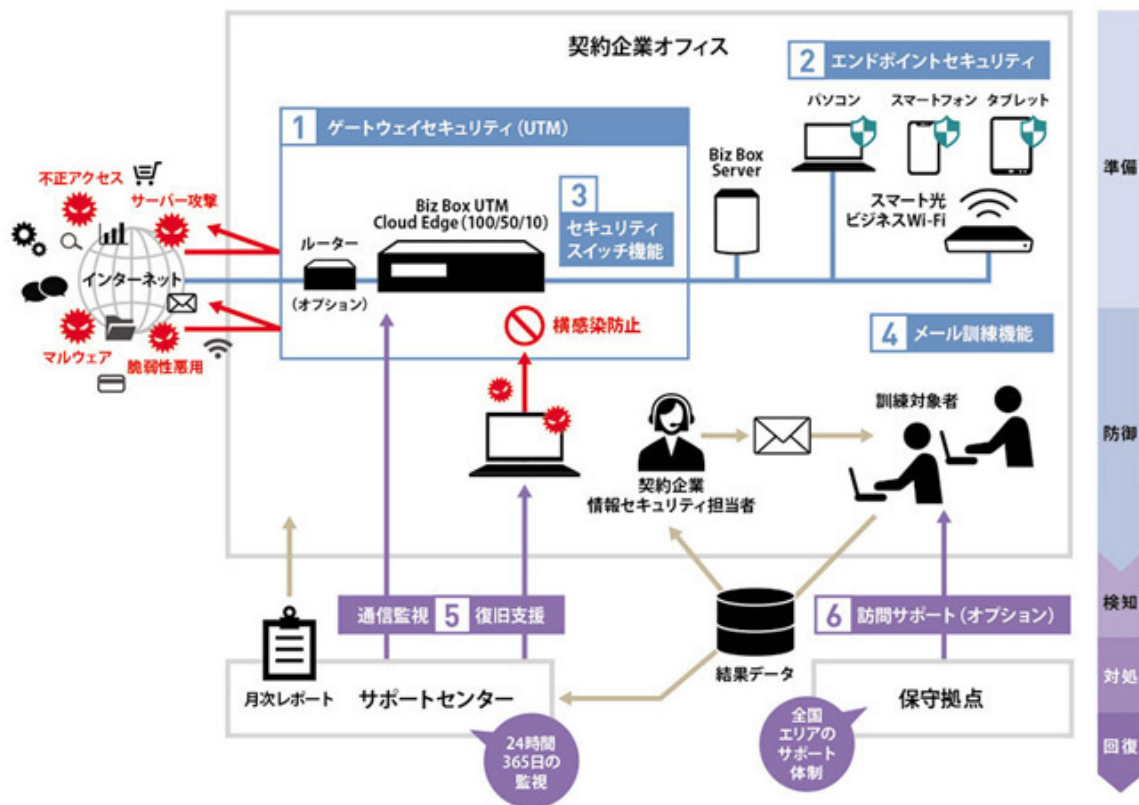 契約企業オフィス
2 エンドポイントセキュリティ
パソコン
スマートフォン
タブレット
1 ゲートウェイセキュリティ(UTM)
Biz Box
Server
スマート光
ビジネスWi-Fi
3
セキュリティ
スイッチ機能
Biz Box UTM
Cloud Edge(100/50/10)
ルーター
(オプション)
不正アクセス
サーバー攻撃
インターネット
マルウェア
脆弱性悪用
横感染防止
4 メール訓練機能
訓練対象者
契約企業
情報セキュリティ担当者
通信監視 5 復旧支援
6 訪問サポート(オプション)
結果データ
月次レポート
サポートセンター
24時間
365日の
監視
保守拠点
全国
エリアの
サポート
体制
準備
防御
検知
対処
回復